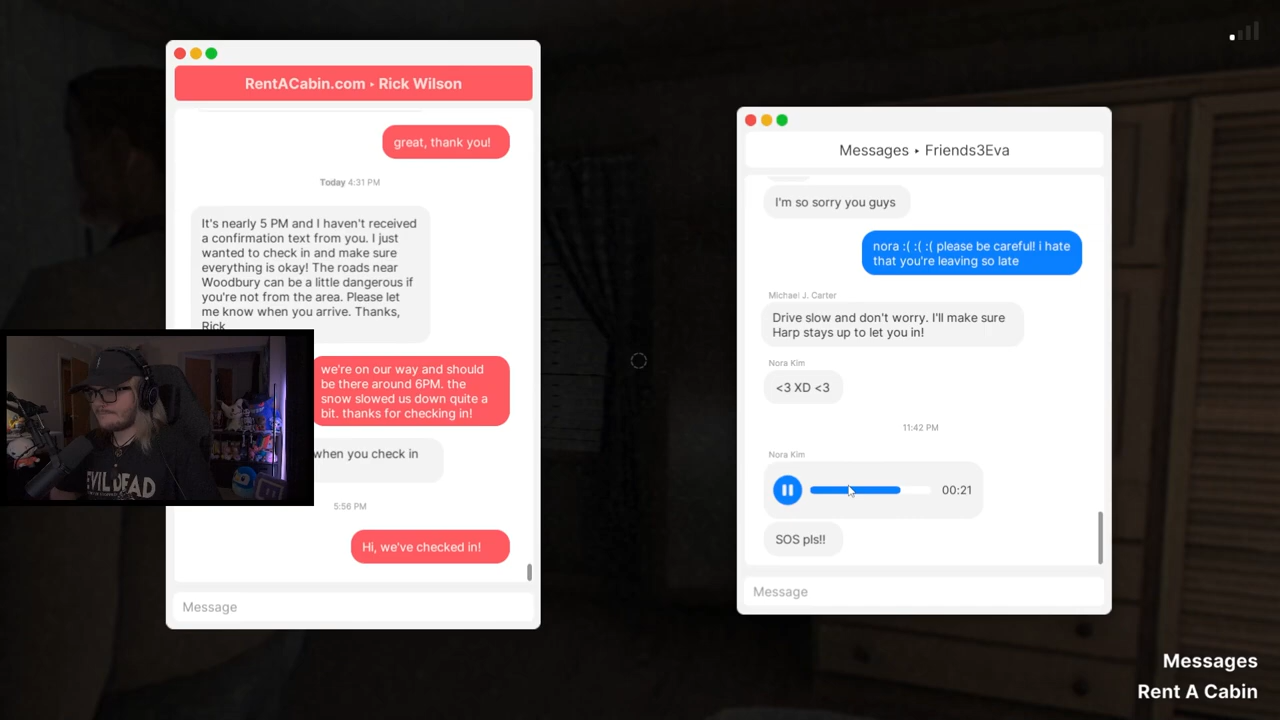 RentACabin.com ▸ Rick Wilson
great, thank you!
Today 4:31 PM
It's nearly 5 PM and I haven't received
a confirmation text from you. I just
wanted to check in and make sure
everything is okay! The roads near
Woodbury can be a little dangerous if
you're not from the area. Please let
me know when you arrive. Thanks,
Rick
we're on our way and should
be there around 6PM. the
snow slowed us down quite a
bit. thanks for checking in!
when you check in
5:56 PM
Hi, we've checked in!
Message
EVIL DEAD
Messages ▸ Friends3Eva
I'm so sorry you guys
nora :( :( :( please be careful! i hate
that you're leaving so late
Michael J. Carter
Drive slow and don't worry. I'll make sure
Harp stays up to let you in!
Nora Kim
<3 XD <3
11:42 PM
Nora Kim
00:21
SOS pls!!
Message
Messages
Rent A Cabin